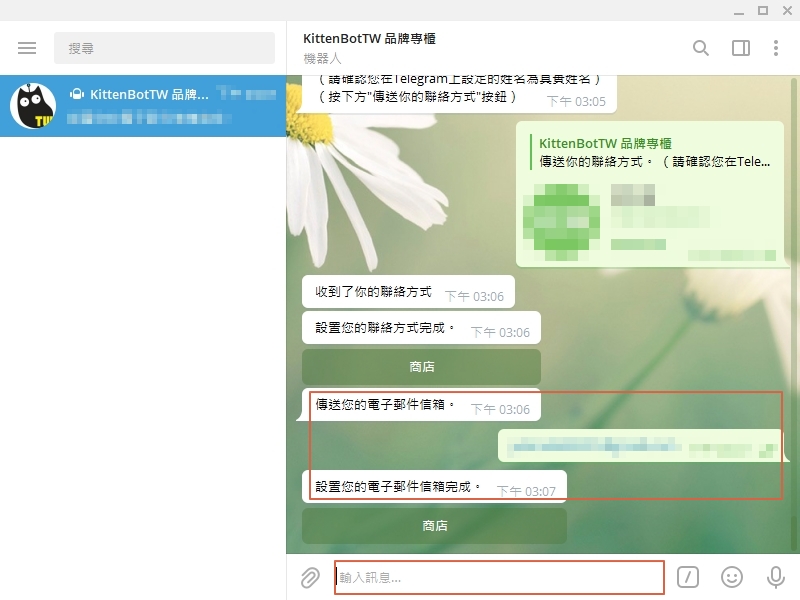 KittenBotTW 品牌專櫃
機器人
搜尋
KittenBotTW 品牌...
TW
（請確認您在Telegram上設定的姓名為真實姓名）
（按下方"傳送你的聯絡方式"按鈕） 下午 03:05
KittenBotTW 品牌專櫃
傳送你的聯絡方式。（請確認您在Tele...
收到了你的聯絡方式 下午 03:06
設置您的聯絡方式完成。 下午 03:06
商店
傳送您的電子郵件信箱。 下午 03:06
設置您的電子郵件信箱完成。 下午 03:07
商店
輸入訊息...